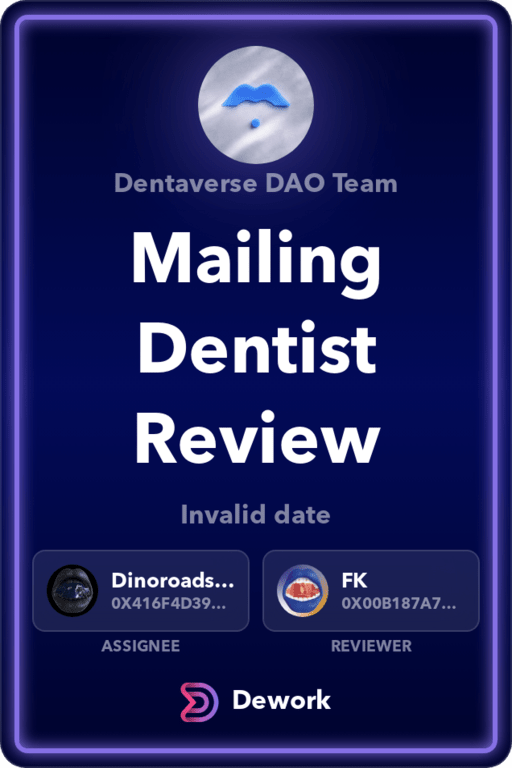 Dentaverse DAO Team
Mailing
Dentist
Review
Invalid date
Dinoroads...
0X416F4D39...
FK
0X00B187A7...
ASSIGNEE
REVIEWER
Dework